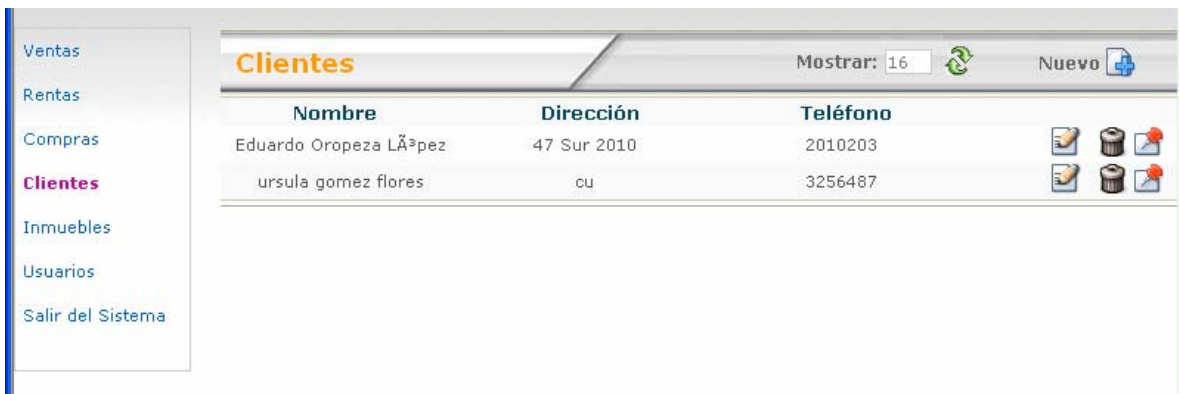 Ventas
Rentas
Compras
Clientes
Inmuebles
Usuarios
Salir del Sistema
Clientes Mostrar: 16 Nuevo
Nombre Dirección Teléfono
Eduardo Oropeza LÃ³pez 47 Sur 2010 2010203
ursula gomez flores cu 3256487